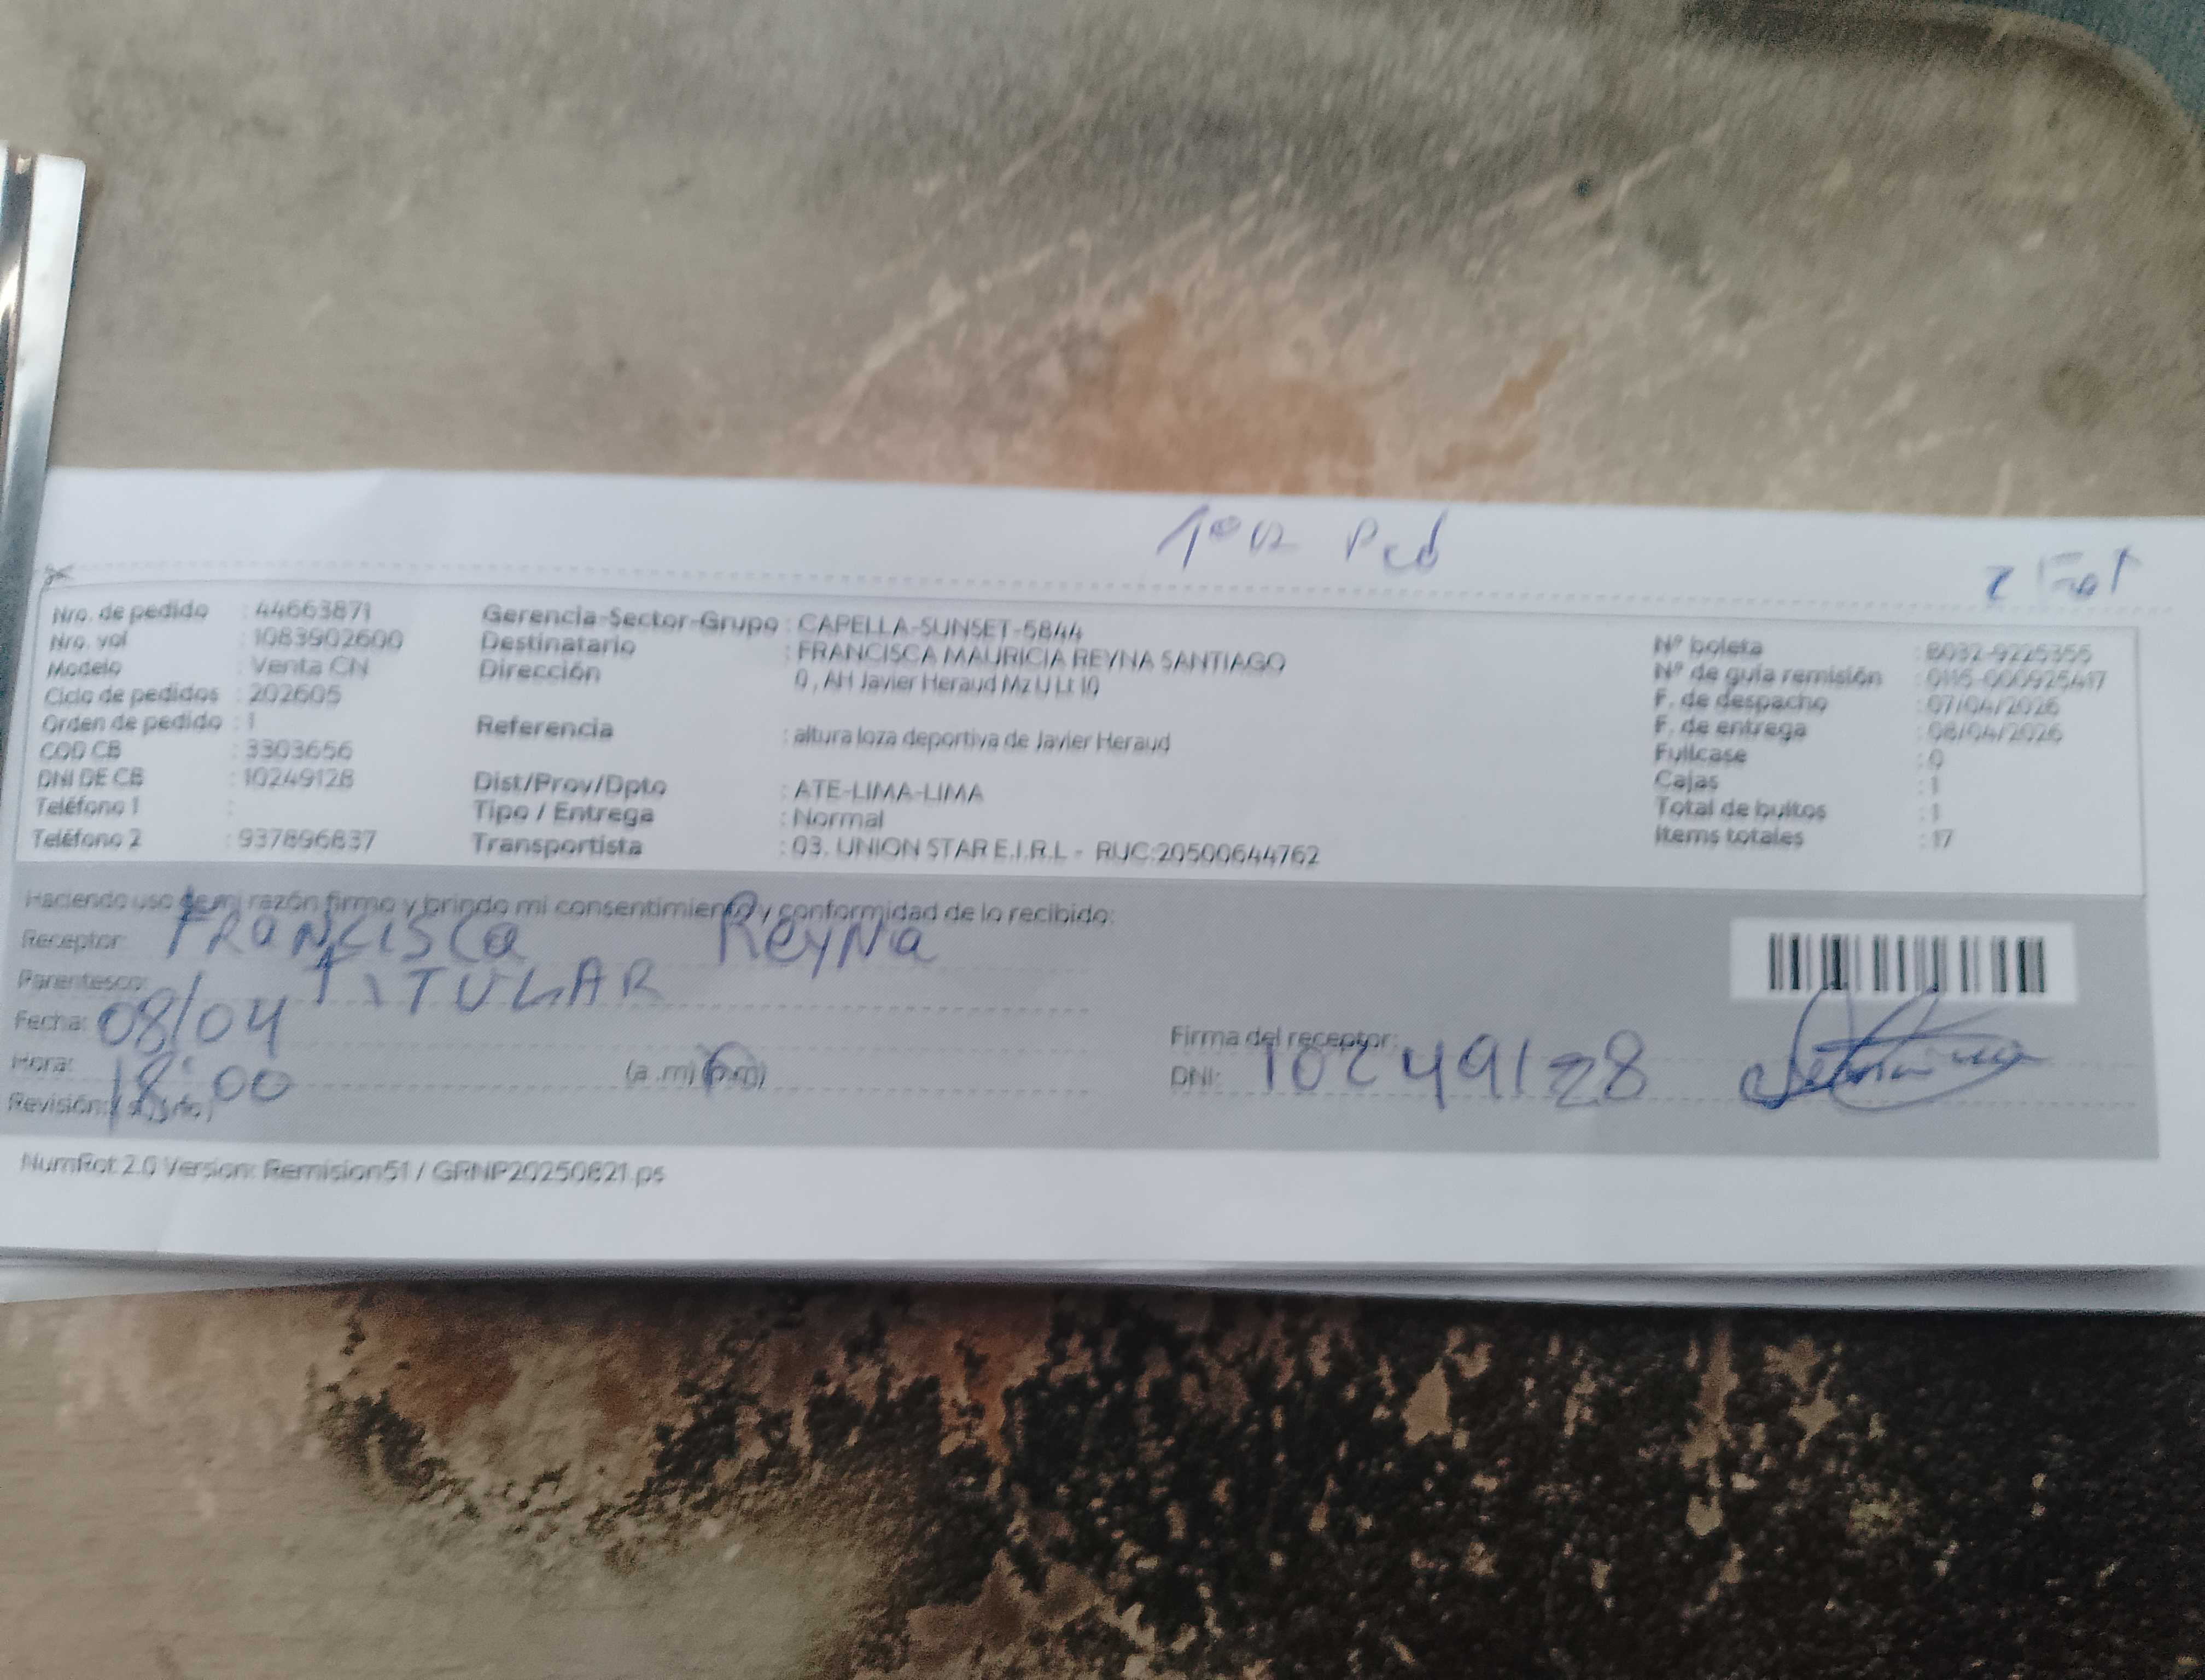 1era Ped
Nro. de pedido : 44663871
Nro. vol : 1083902600
Modelo : Venta CN
Ciclo de pedidos : 202605
Orden de pedido : 1
COD CB : 3303656
DNI DE CB : 10249128
Teléfono 1 :
Teléfono 2 : 937896837
Gerencia-Sector-Grupo : CAPELLA-SUNSET-6844
Destinatario : FRANCISCA MAURICIA REYNA SANTIAGO
Dirección 0 , AH Javier Heraud Mz U Lt 10
Referencia : altura loza deportiva de Javier Heraud
Dist/Prov/Dpto : ATE-LIMA-LIMA
Tipo / Entrega : Normal
Transportista : 03. UNION STAR E.I.R.L - RUC:20500644762
Nº boleta : B032-9225355
Nº de guía remisión : 0116-000925417
F. de despacho : 07/04/2026
F. de entrega : 08/04/2026
Fullcase : 0
Cajas : 1
Total de bultos : 1
Items totales : 17
Haciendo uso de mi razón firmo y brindo mi consentimiento y conformidad de lo recibido:
Receptor: FRANCISCA REYNA
Parentesco: TITULAR
Fecha: 08/04
Hora: 18:00 (a .m) (p.m)
Revisión:
Firma del receptor:
DNI: 10249128
NumRot 2.0 Version: Remision51 / GRNP20250821.ps